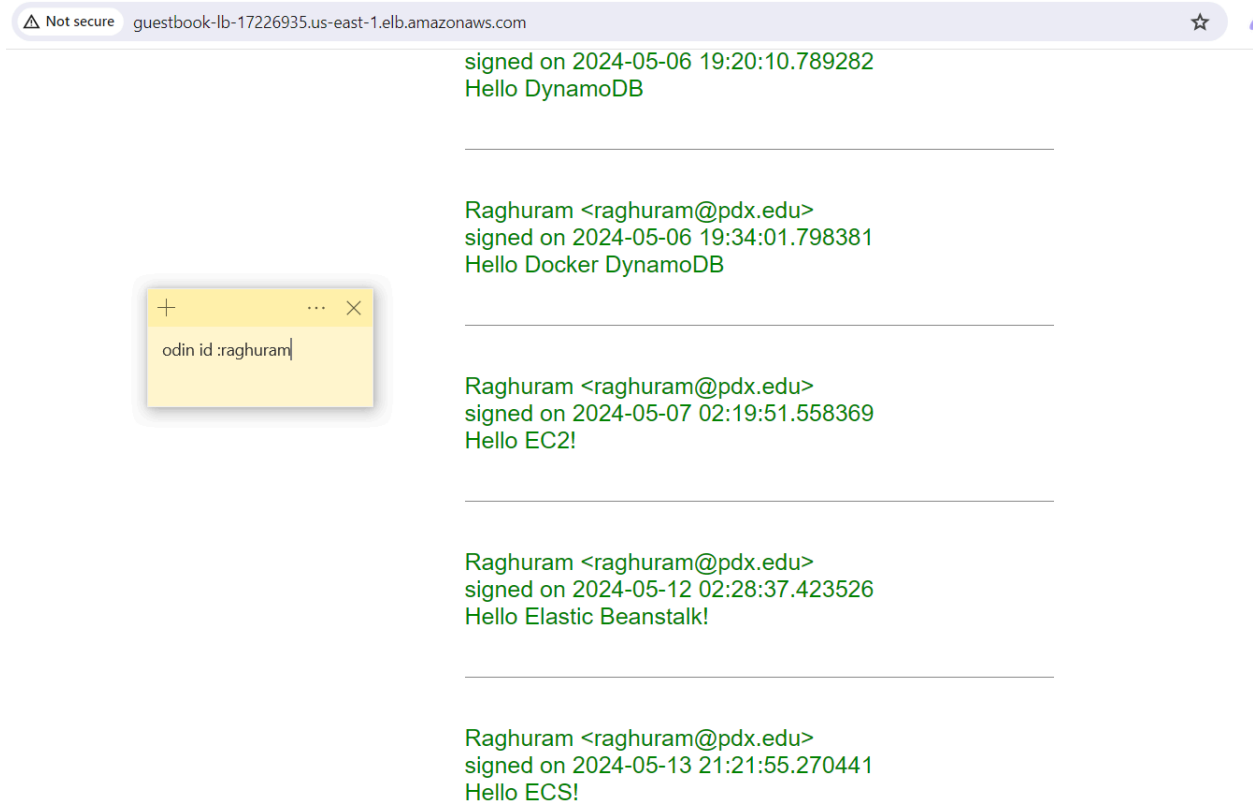 Not secure guestbook-lb-17226935.us-east-1.elb.amazonaws.com
signed on 2024-05-06 19:20:10.789282
Hello DynamoDB
Raghuram <raghuram@pdx.edu>
signed on 2024-05-06 19:34:01.798381
Hello Docker DynamoDB
odin id :raghuram
Raghuram <raghuram@pdx.edu>
signed on 2024-05-07 02:19:51.558369
Hello EC2!
Raghuram <raghuram@pdx.edu>
signed on 2024-05-12 02:28:37.423526
Hello Elastic Beanstalk!
Raghuram <raghuram@pdx.edu>
signed on 2024-05-13 21:21:55.270441
Hello ECS!